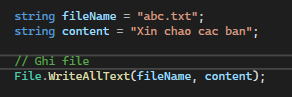 string fileName = "abc.txt";
string content = "Xin chao cac ban";
// Ghi file
File.WriteAllText(fileName, content);